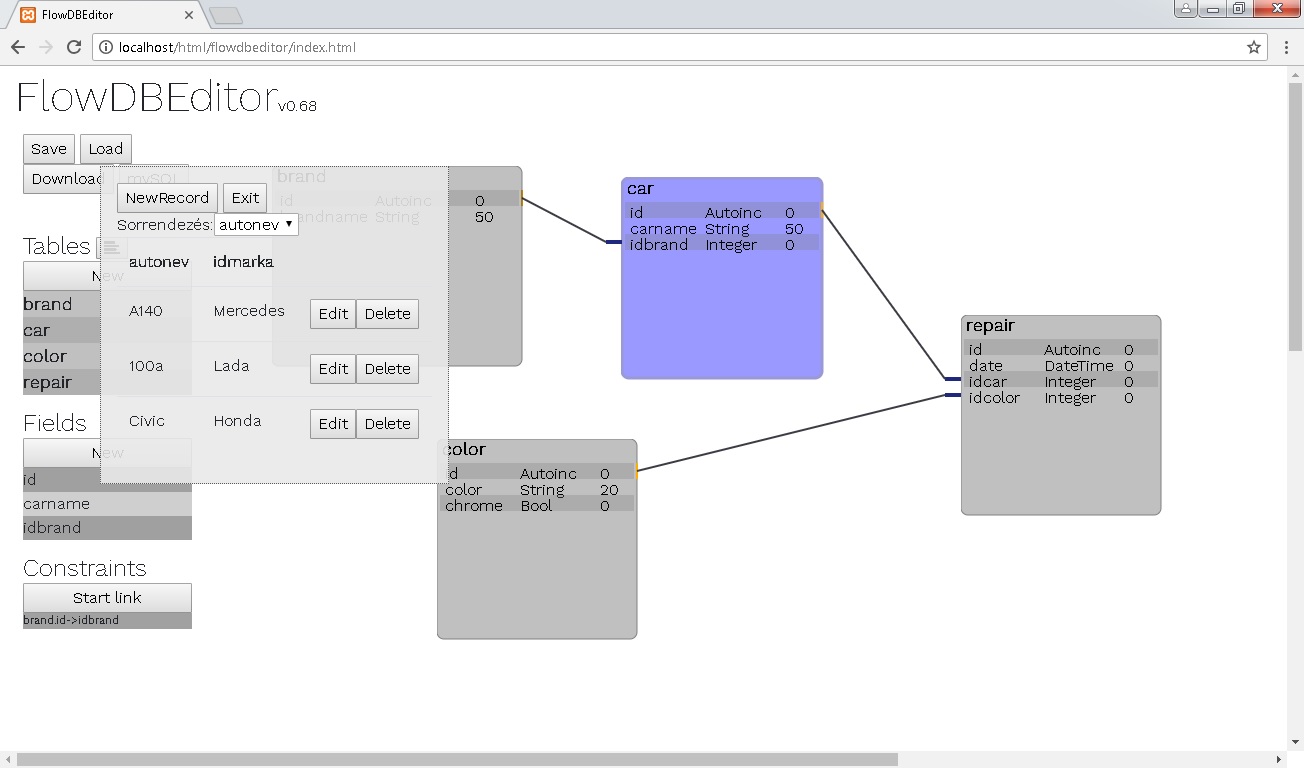 FlowDBEditor
localhost/html/flowdbeditor/index.html
FlowDBEditor v0.68
Save Load
Download mySQL
NewRecord Exit
Sorrendezés: autonev
autonev idmarka
A140 Mercedes Edit Delete
100a Lada Edit Delete
Civic Honda Edit Delete
Tables
New
brand
car
color
repair
Fields
New
id
carname
idbrand
Constraints
Start link
brand.id->idbrand
brand
id Autoinc 0
brandname String 50
car
id Autoinc 0
carname String 50
idbrand Integer 0
color
id Autoinc 0
color String 20
chrome Bool 0
repair
id Autoinc 0
date DateTime 0
idcar Integer 0
idcolor Integer 0